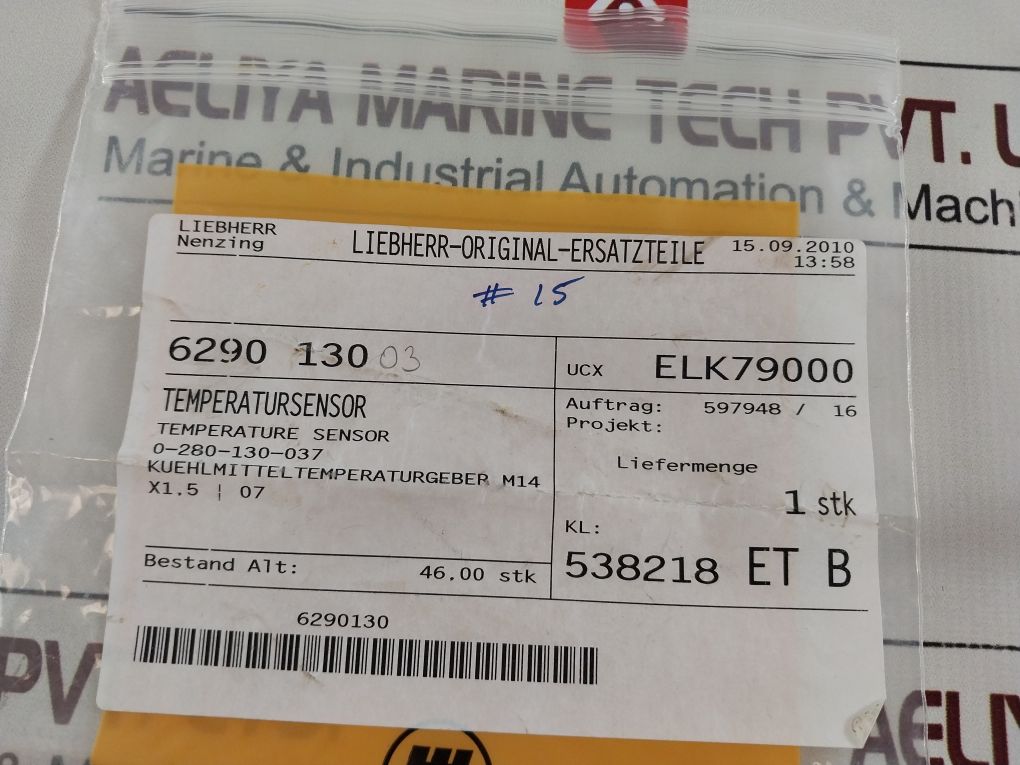 AELIYA MARINE TECH PVT.
Marine & Industrial Automation &
LIEBHERR
Nenzing
LIEBHERR-ORIGINAL-ERSATZTEILE
15.09.2010
13:58
# 15
6290 130 03
UCX ELK79000
TEMPERATURSENSOR
TEMPERATURE SENSOR
0-280-130-037
KUEHLMITTELTEMPERATURGEBER M14
X1.5 ¦ 07
Auftrag: 597948 / 16
Projekt:
Liefermenge
1 stk
KL:
538218 ET B
Bestand Alt: 46.00 stk
6290130
PV
AELIY